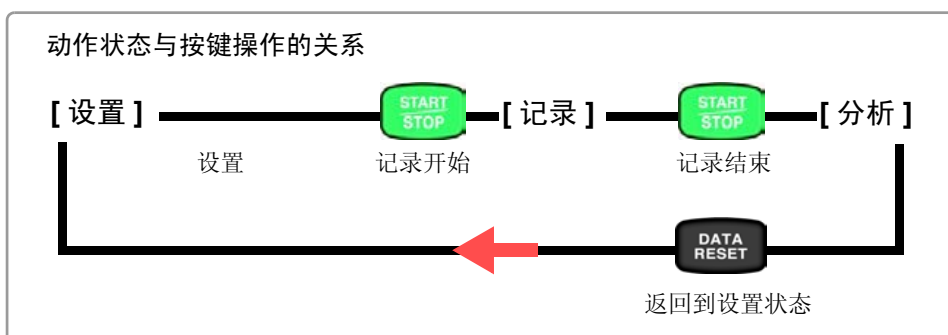 动作状态与按键操作的关系
[ 设置 ] START STOP [ 记录 ] START STOP [ 分析 ]
设置 记录开始 记录结束
DATA RESET
返回到设置状态